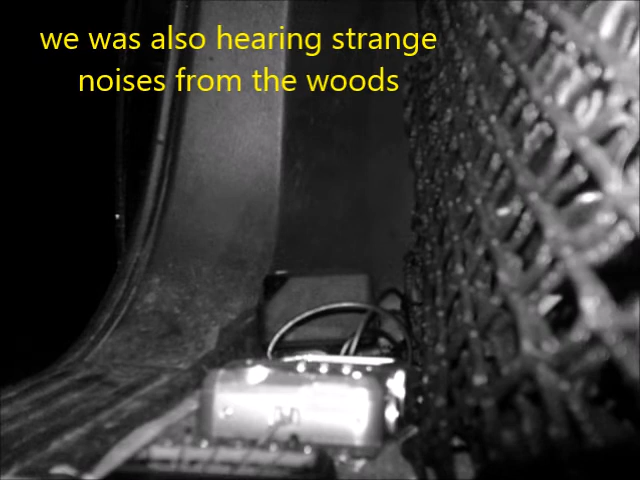 we was also hearing strange
noises from the woods